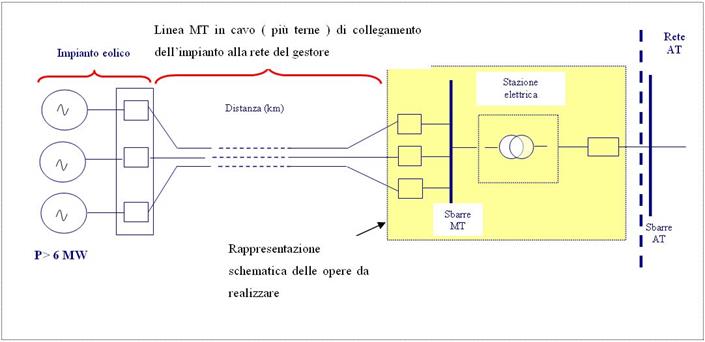 Linea MT in cavo ( più terne ) di collegamento
dell`impianto alla rete del gestore
Impianto eolico
Rete
AT
Stazione
elettrica
Distanza (km)
Sbarre
MT
Sbarre
AT
P> 6 MW
Rappresentazione
schematica delle opere da
realizzare